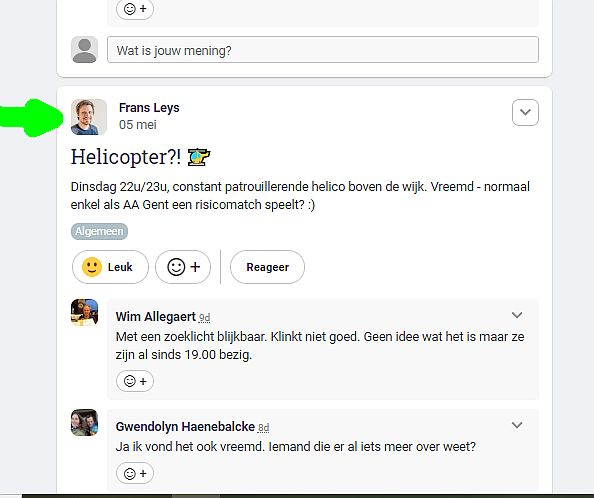 Wat is jouw mening?
Frans Leys
05 mei
Helicopter?!
Dinsdag 22u/23u, constant patrouillerende helico boven de wijk. Vreemd - normaal
enkel als AA Gent een risicomatch speelt? :)
Algemeen
Leuk
+
Reageer
Wim Allegaert 9d
Met een zoeklicht blijkbaar. Klinkt niet goed. Geen idee wat het is maar ze
zijn al sinds 19.00 bezig.
+
Gwendolyn Haenebalcke 8d
Ja ik vond het ook vreemd. Iemand die er al iets meer over weet?
+